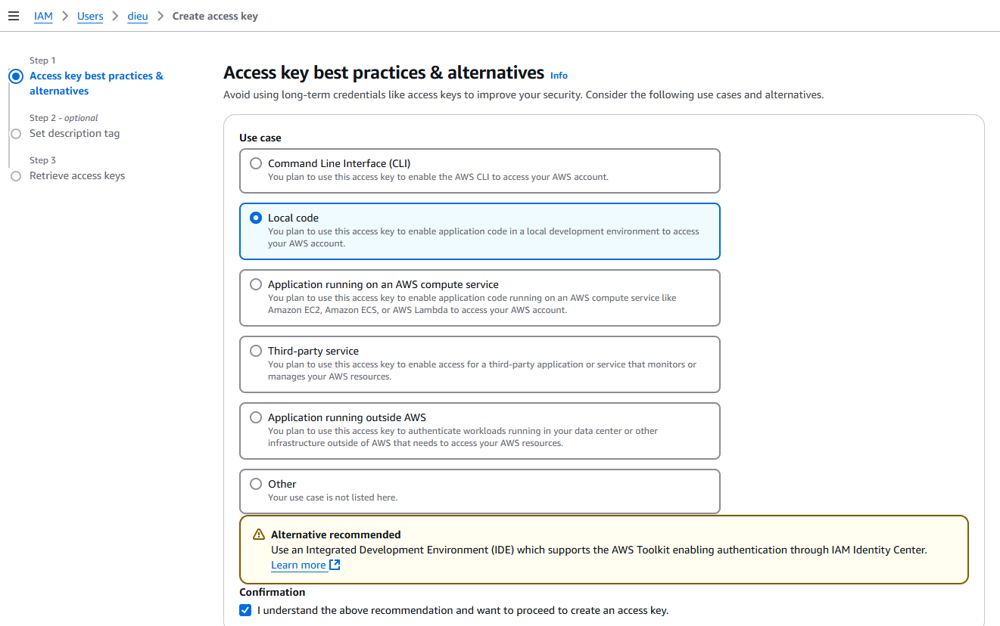 IAM > Users > dieu > Create access key
Step 1
Access key best practices &
alternatives
Step 2 - optional
Set description tag
Step 3
Retrieve access keys
Access key best practices & alternatives Info
Avoid using long-term credentials like access keys to improve your security. Consider the following use cases and alternatives.
Use case
Command Line Interface (CLI)
You plan to use this access key to enable the AWS CLI to access your AWS account.
Local code
You plan to use this access key to enable application code in a local development environment to access
your AWS account.
Application running on an AWS compute service
You plan to use this access key to enable application code running on an AWS compute service like
Amazon EC2, Amazon ECS, or AWS Lambda to access your AWS account.
Third-party service
You plan to use this access key to enable access for a third-party application or service that monitors or
manages your AWS resources.
Application running outside AWS
You plan to use this access key to authenticate workloads running in your data center or other
infrastructure outside of AWS that needs to access your AWS resources.
Other
Your use case is not listed here.
Alternative recommended
Use an Integrated Development Environment (IDE) which supports the AWS Toolkit enabling authentication through IAM Identity Center.
Learn more
Confirmation
I understand the above recommendation and want to proceed to create an access key.